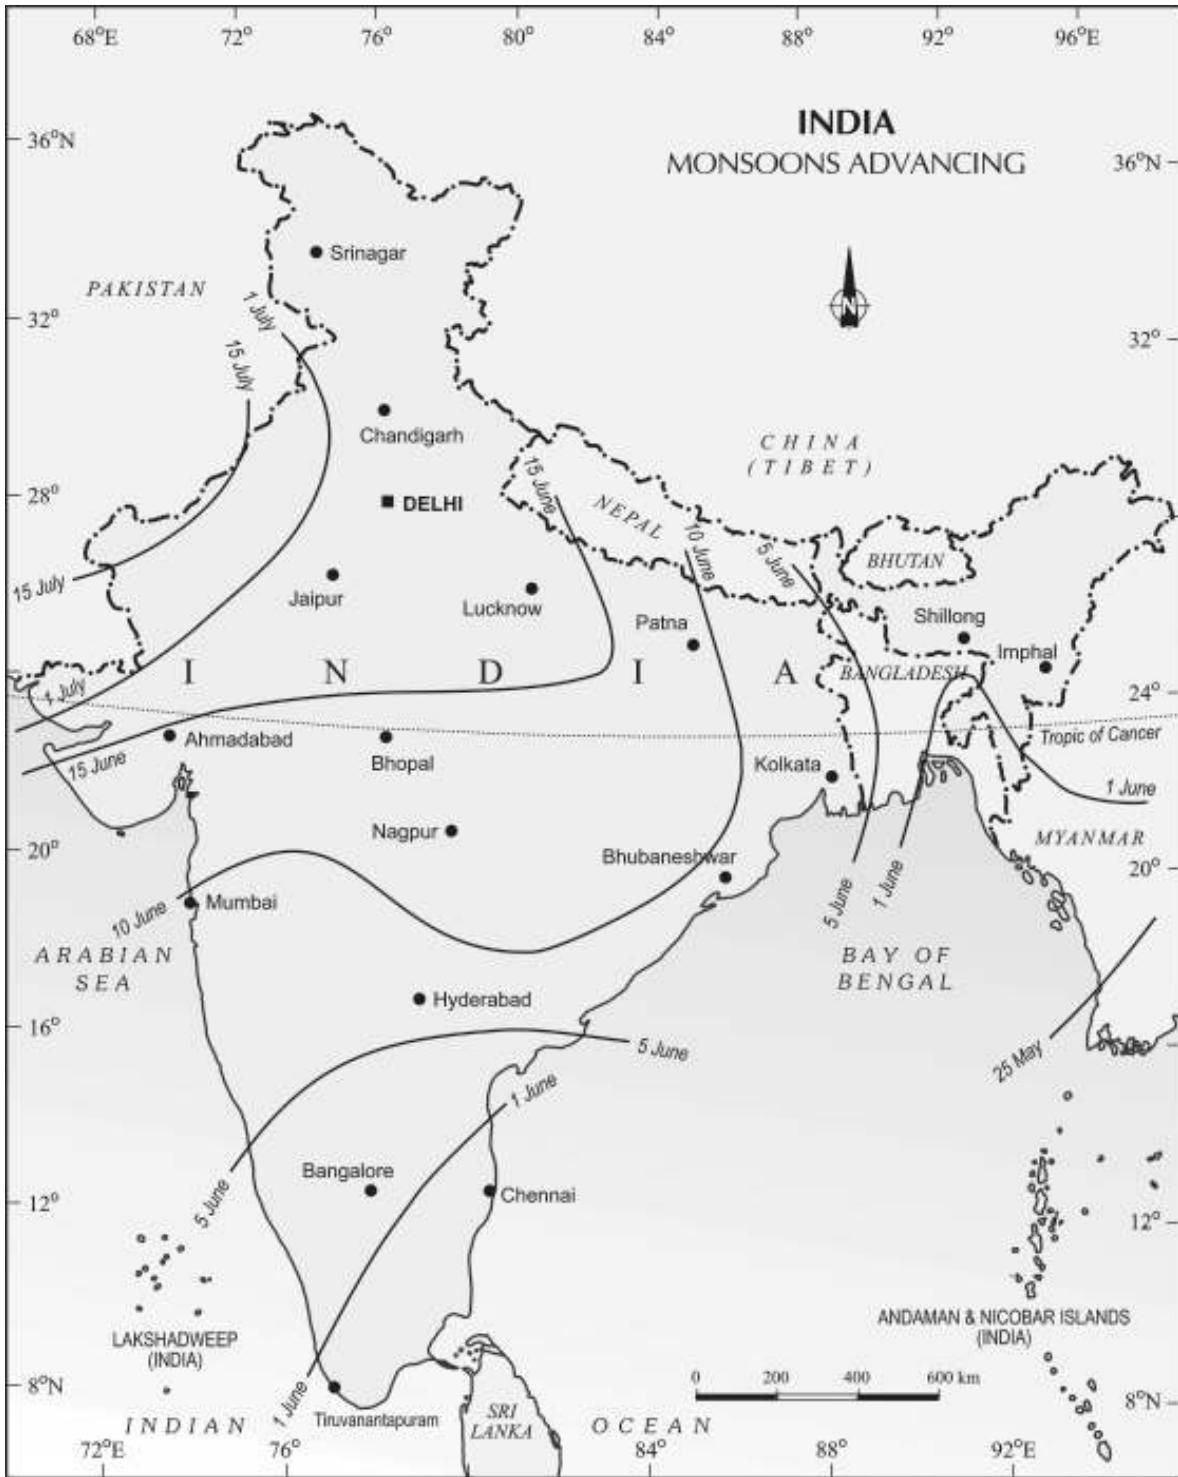 68°E 72° 76° 80° 84° 88° 92° 96°E
INDIA
MONSOONS ADVANCING
36°N
36°N
Srinagar
PAKISTAN
1 July
32°
32°
15 July
Chandigarh
CHINA
(TIBET)
15 June
28°
28°
DELHI
NEPAL
10 June
5 June
BHUTAN
15 July
Jaipur
Lucknow
Patna
Shillong
Imphal
I N D I A
BANGLADESH
24°
1 July
Tropic of Cancer
Ahmadabad
15 June
Bhopal
Kolkata
1 June
Nagpur
MYANMAR
20°
Bhubaneshwar
20°
Mumbai
10 June
5 June
1 June
ARABIAN
SEA
BAY OF
BENGAL
Hyderabad
16°
5 June
25 May
1 June
Bangalore
5 June
12°
Chennai
12°
LAKSHADWEEP
(INDIA)
ANDAMAN & NICOBAR ISLANDS
(INDIA)
0 200 400 600 km
8°N
8°N
1 June
Tiruvanantapuram
INDIAN
SRI
LANKA
OCEAN
72°E 76° 84° 88° 92°E